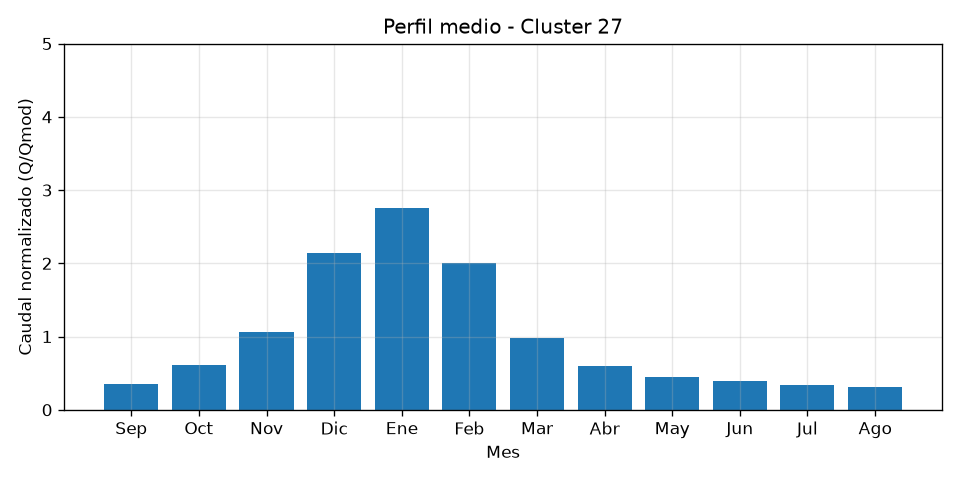 Perfil medio - Cluster 27
Caudal normalizado (Q/Qmod)
5
4
3
2
1
0
Sep Oct Nov Dic Ene Feb Mar Abr May Jun Jul Ago
Mes